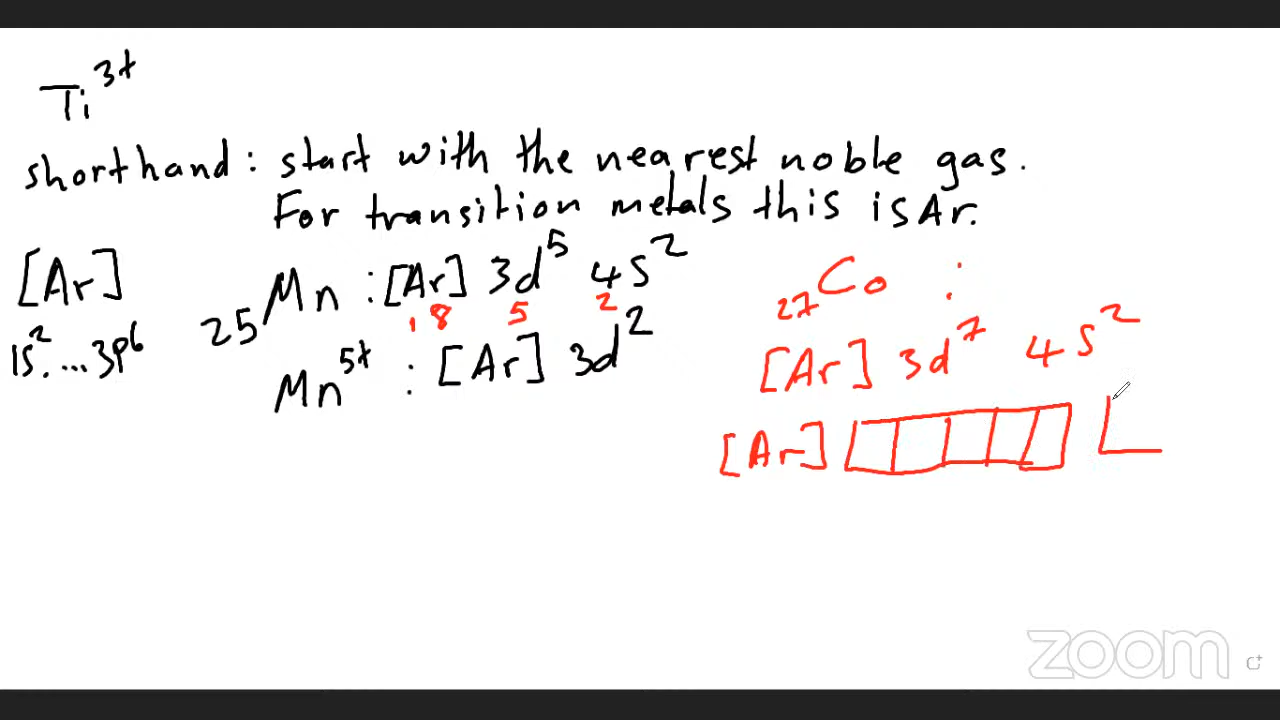 Ti³⁺
shorthand: start with the nearest noble gas.
For transition metals this is Ar.
[Ar]
1s². ...3p⁶
₂₅Mn : [Ar] 3d⁵ 4s²
18 5 2
Mn⁵⁺ : [Ar] 3d²
₂₇Co :
[Ar] 3d⁷ 4s²
[Ar]
zoom